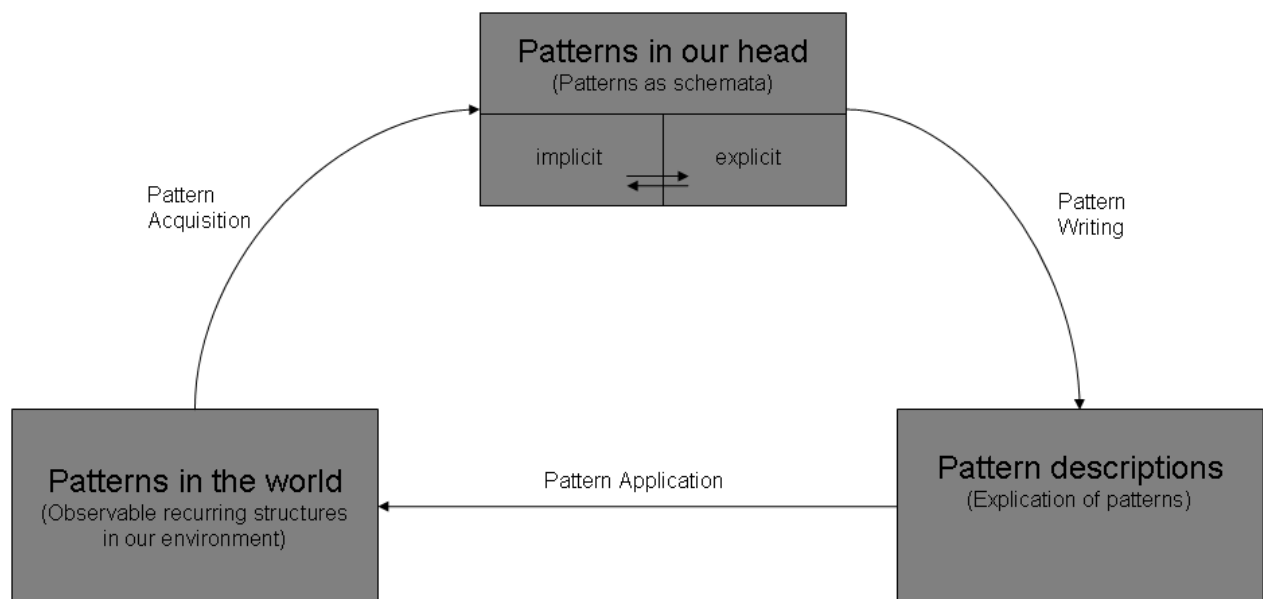 Patterns in our head
(Patterns as schemata)
implicit
explicit
Pattern
Acquisition
Pattern
Writing
Patterns in the world
(Observable recurring structures
in our environment)
Pattern Application
Pattern descriptions
(Explication of patterns)